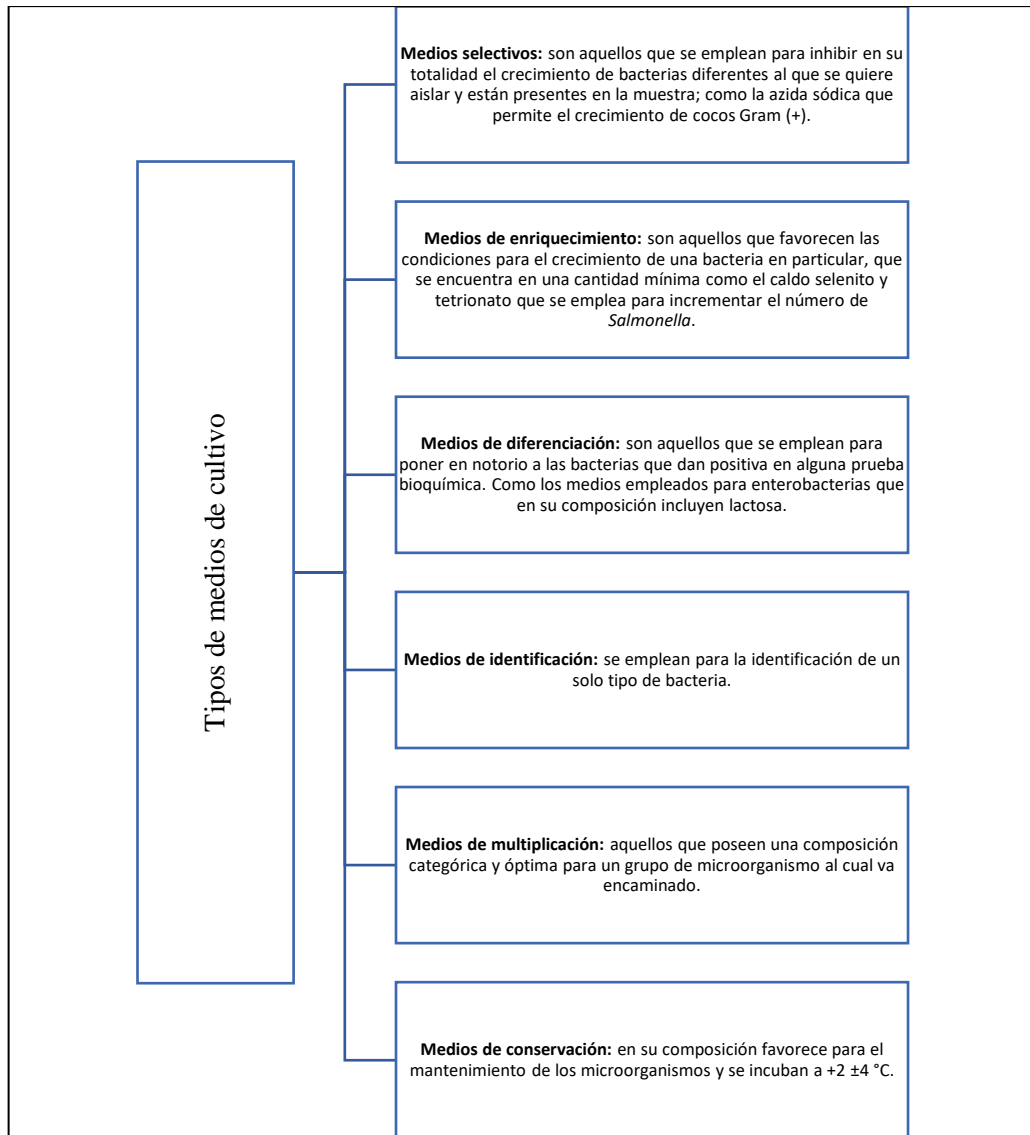 Tipos de medios de cultivo
Medios selectivos: son aquellos que se emplean para inhibir en su
totalidad el crecimiento de bacterias diferentes al que se quiere
aislar y están presentes en la muestra; como la azida sódica que
permite el crecimiento de cocos Gram (+).
Medios de enriquecimiento: son aquellos que favorecen las
condiciones para el crecimiento de una bacteria en particular, que
se encuentra en una cantidad mínima como el caldo selenito y
tetrionato que se emplea para incrementar el número de
Salmonella.
Medios de diferenciación: son aquellos que se emplean para
poner en notorio a las bacterias que dan positiva en alguna prueba
bioquímica. Como los medios empleados para enterobacterias que
en su composición incluyen lactosa.
Medios de identificación: se emplean para la identificación de un
solo tipo de bacteria.
Medios de multiplicación: aquellos que poseen una composición
categórica y óptima para un grupo de microorganismo al cual va
encaminado.
Medios de conservación: en su composición favorece para el
mantenimiento de los microorganismos y se incuban a +2 ±4 °C.